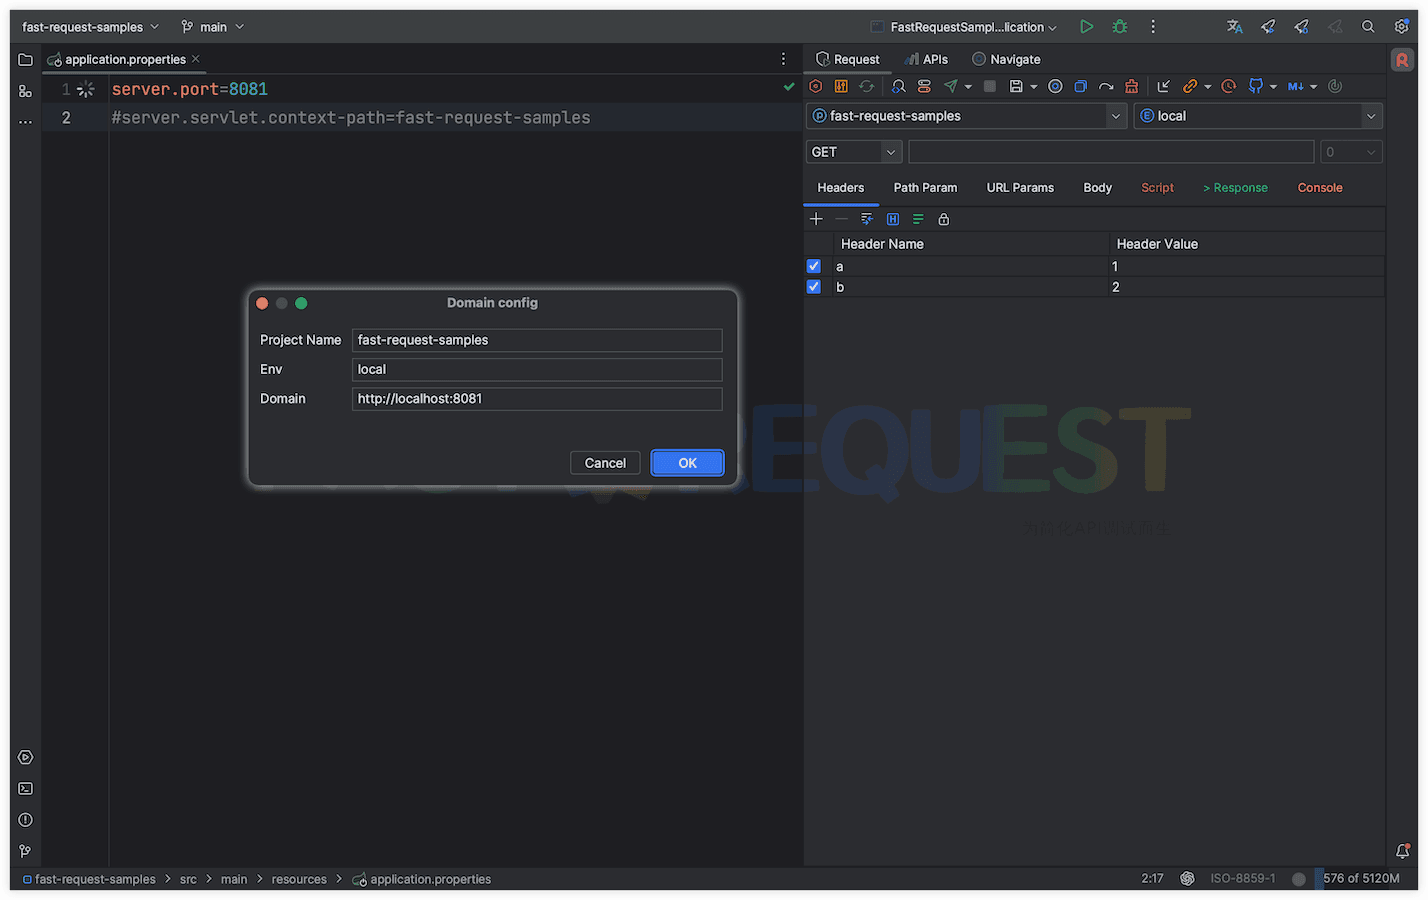 fast-request-samples main FastRequestSampl...lication
application.properties
1 server.port=8081
2 #server.servlet.context-path=fast-request-samples
Request APIs Navigate
fast-request-samples local
GET 0
Headers Path Param URL Params Body Script > Response Console
Header Name Header Value
a 1
b 2
Domain config
Project Name fast-request-samples
Env local
Domain http://localhost:8081
Cancel OK
REQUEST
fast-request-samples > src > main > resources > application.properties
2:17 ISO-8859-1 576 of 5120M